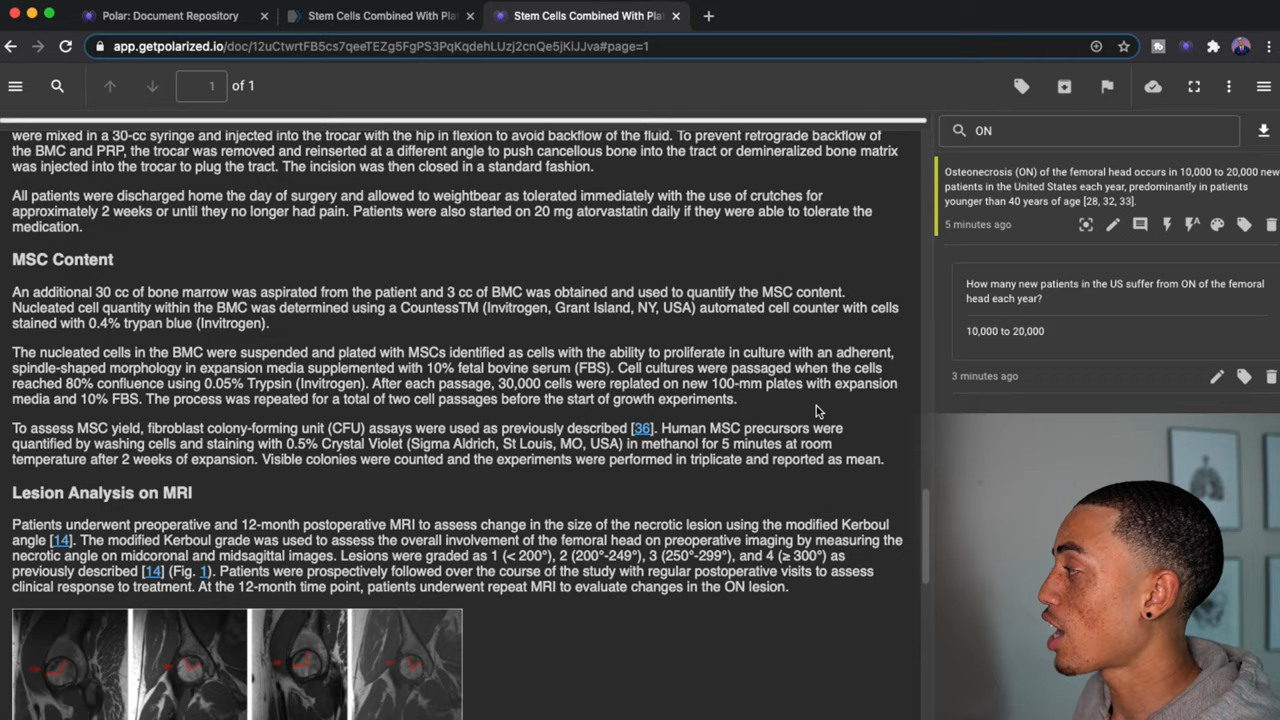 Polar: Document Repository
Stem Cells Combined With Plat
Stem Cells Combined With Plat
app.getpolarized.io/doc/12uCtwrtFB5cs7qeeTEZg5FgPS3PqKqdehLUzj2cnQe5jKiJJva#page=1
1 of 1
were mixed in a 30-cc syringe and injected into the trocar with the hip in flexion to avoid backflow of the fluid. To prevent retrograde backflow of
the BMC and PRP, the trocar was removed and reinserted at a different angle to push cancellous bone into the tract or demineralized bone matrix
was injected into the trocar to plug the tract. The incision was then closed in a standard fashion.
All patients were discharged home the day of surgery and allowed to weightbear as tolerated immediately with the use of crutches for
approximately 2 weeks or until they no longer had pain. Patients were also started on 20 mg atorvastatin daily if they were able to tolerate the
medication.
MSC Content
An additional 30 cc of bone marrow was aspirated from the patient and 3 cc of BMC was obtained and used to quantify the MSC content.
Nucleated cell quantity within the BMC was determined using a CountessTM (Invitrogen, Grant Island, NY, USA) automated cell counter with cells
stained with 0.4% trypan blue (Invitrogen).
The nucleated cells in the BMC were suspended and plated with MSCs identified as cells with the ability to proliferate in culture with an adherent,
spindle-shaped morphology in expansion media supplemented with 10% fetal bovine serum (FBS). Cell cultures were passaged when the cells
reached 80% confluence using 0.05% Trypsin (Invitrogen). After each passage, 30,000 cells were replated on new 100-mm plates with expansion
media and 10% FBS. The process was repeated for a total of two cell passages before the start of growth experiments.
To assess MSC yield, fibroblast colony-forming unit (CFU) assays were used as previously described [36]. Human MSC precursors were
quantified by washing cells and staining with 0.5% Crystal Violet (Sigma Aldrich, St Louis, MO, USA) in methanol for 5 minutes at room
temperature after 2 weeks of expansion. Visible colonies were counted and the experiments were performed in triplicate and reported as mean.
Lesion Analysis on MRI
Patients underwent preoperative and 12-month postoperative MRI to assess change in the size of the necrotic lesion using the modified Kerboul
angle [14]. The modified Kerboul grade was used to assess the overall involvement of the femoral head on preoperative imaging by measuring the
necrotic angle on midcoronal and midsagittal images. Lesions were graded as 1 (< 200°), 2 (200°-249°), 3 (250°-299°), and 4 (≥ 300°) as
previously described [14] (Fig. 1). Patients were prospectively followed over the course of the study with regular postoperative visits to assess
clinical response to treatment. At the 12-month time point, patients underwent repeat MRI to evaluate changes in the ON lesion.
ON
Osteonecrosis (ON) of the femoral head occurs in 10,000 to 20,000 new
patients in the United States each year, predominantly in patients
younger than 40 years of age [28, 32, 33].
5 minutes ago
How many new patients in the US suffer from ON of the femoral
head each year?
10,000 to 20,000
3 minutes ago